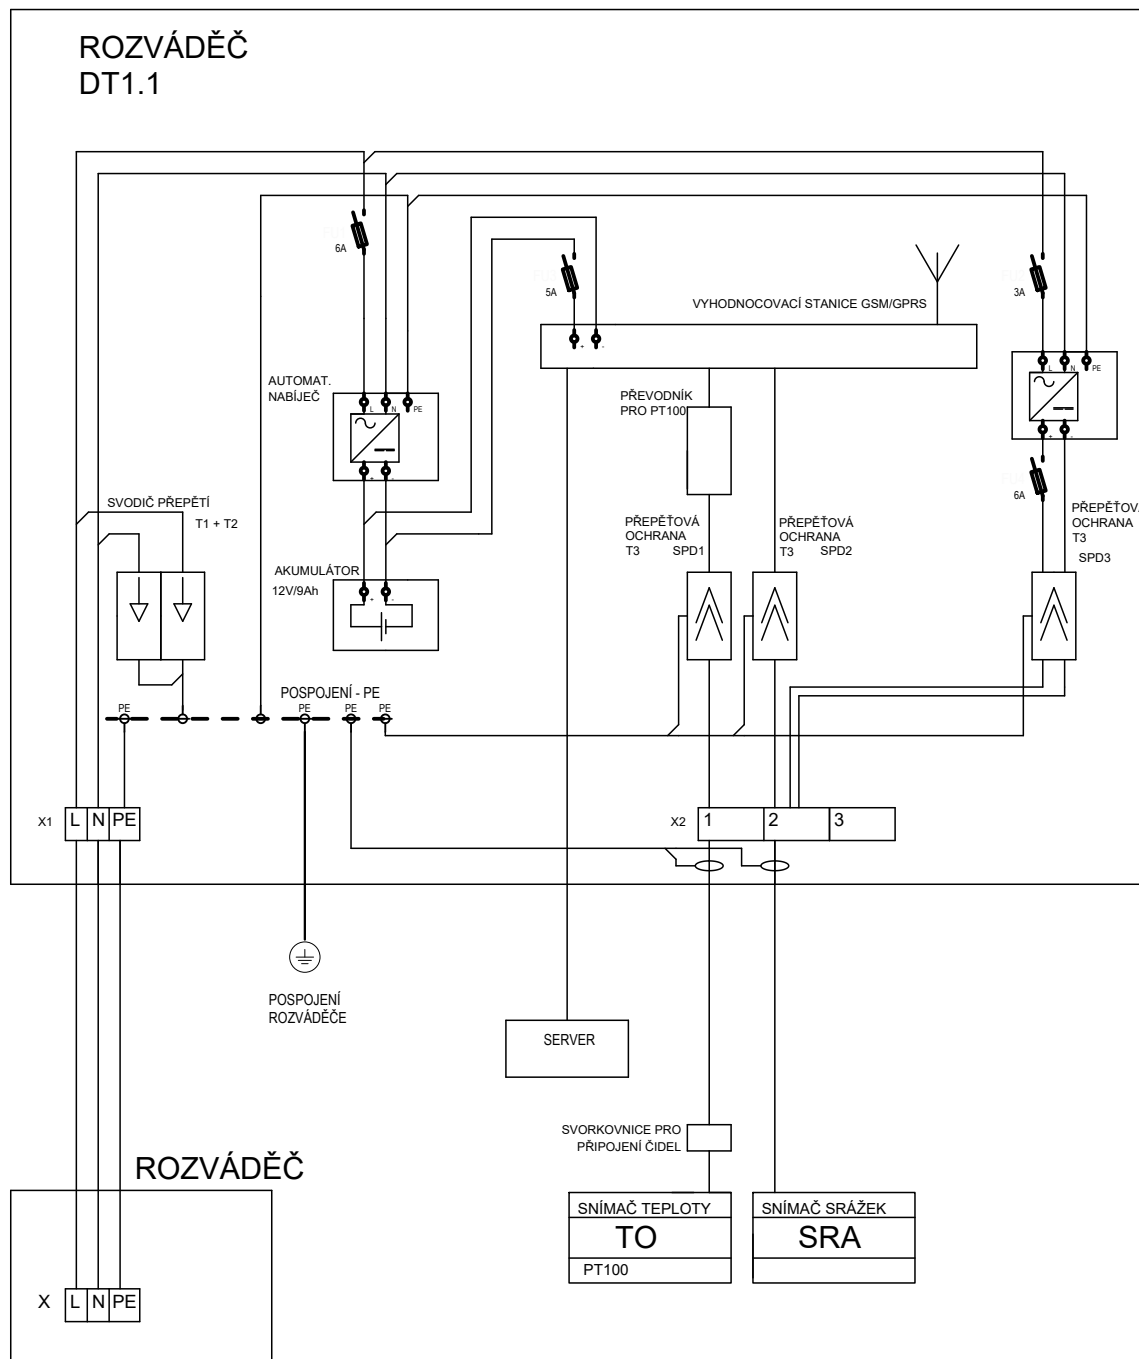 ROZVÁDĚČ
DT1.1
6A
5A
3A
VYHODNOCOVACÍ STANICE GSM/GPRS
+ -
L N PE
AUTOMAT.
NABÍJEČ
PŘEVODNÍK
PRO PT100
L N PE
+ -
+ -
6A
SVODIČ PŘEPĚTÍ
T1 + T2
PŘEPĚŤOVÁ
OCHRANA
T3 SPD1
PŘEPĚŤOVÁ
OCHRANA
T3 SPD2
PŘEPĚŤOVÁ
OCHRANA
T3
SPD3
AKUMULÁTOR
12V/9Ah
+ -
POSPOJENÍ - PE
PE PE PE PE
X1 L N PE
X2 1 2 3
POSPOJENÍ
ROZVÁDĚČE
SERVER
SVORKOVNICE PRO
PŘIPOJENÍ ČIDEL
ROZVÁDĚČ
SNÍMAČ TEPLOTY
TO
PT100
SNÍMAČ SRÁŽEK
SRA
X L N PE